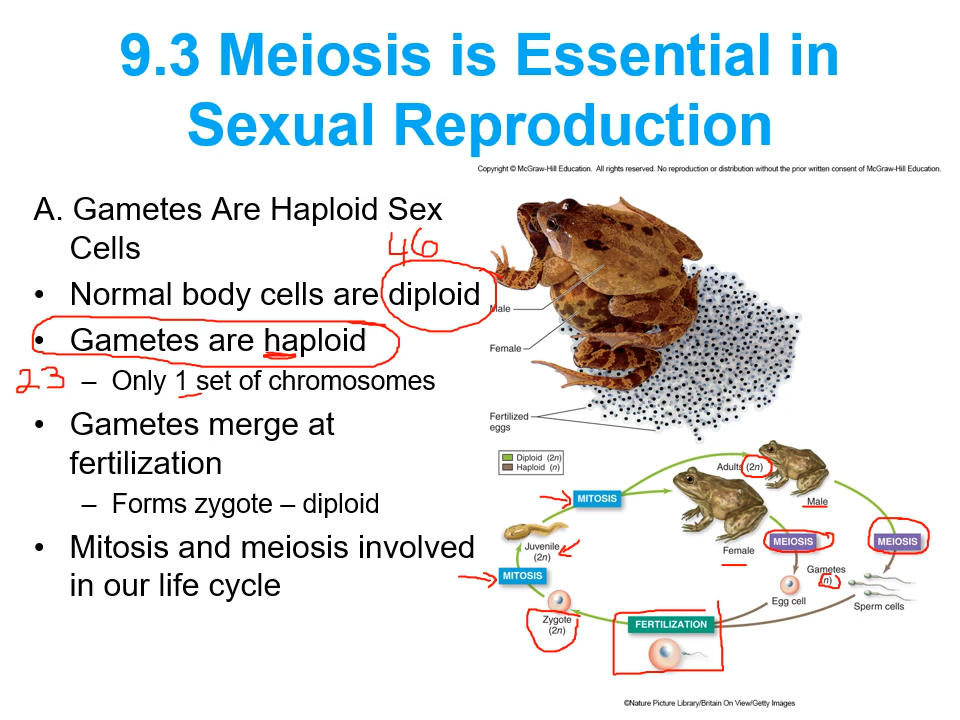 9.3 Meiosis is Essential in
Sexual Reproduction
Copyright © McGraw-Hill Education. All rights reserved. No reproduction or distribution without the prior written consent of McGraw-Hill Education.
A. Gametes Are Haploid Sex
Cells
46
• Normal body cells are diploid
• Gametes are haploid
23
– Only 1 set of chromosomes
• Gametes merge at
fertilization
– Forms zygote – diploid
• Mitosis and meiosis involved
in our life cycle
Male
Female
Fertilized
eggs
Diploid (2n)
Haploid (n)
Adults (2n)
MITOSIS
Male
Female
MEIOSIS
MEIOSIS
Juvenile
(2n)
Gametes
(n)
MITOSIS
Egg cell
Sperm cells
Zygote
(2n)
FERTILIZATION
©Nature Picture Library/Britain On View/Getty Images